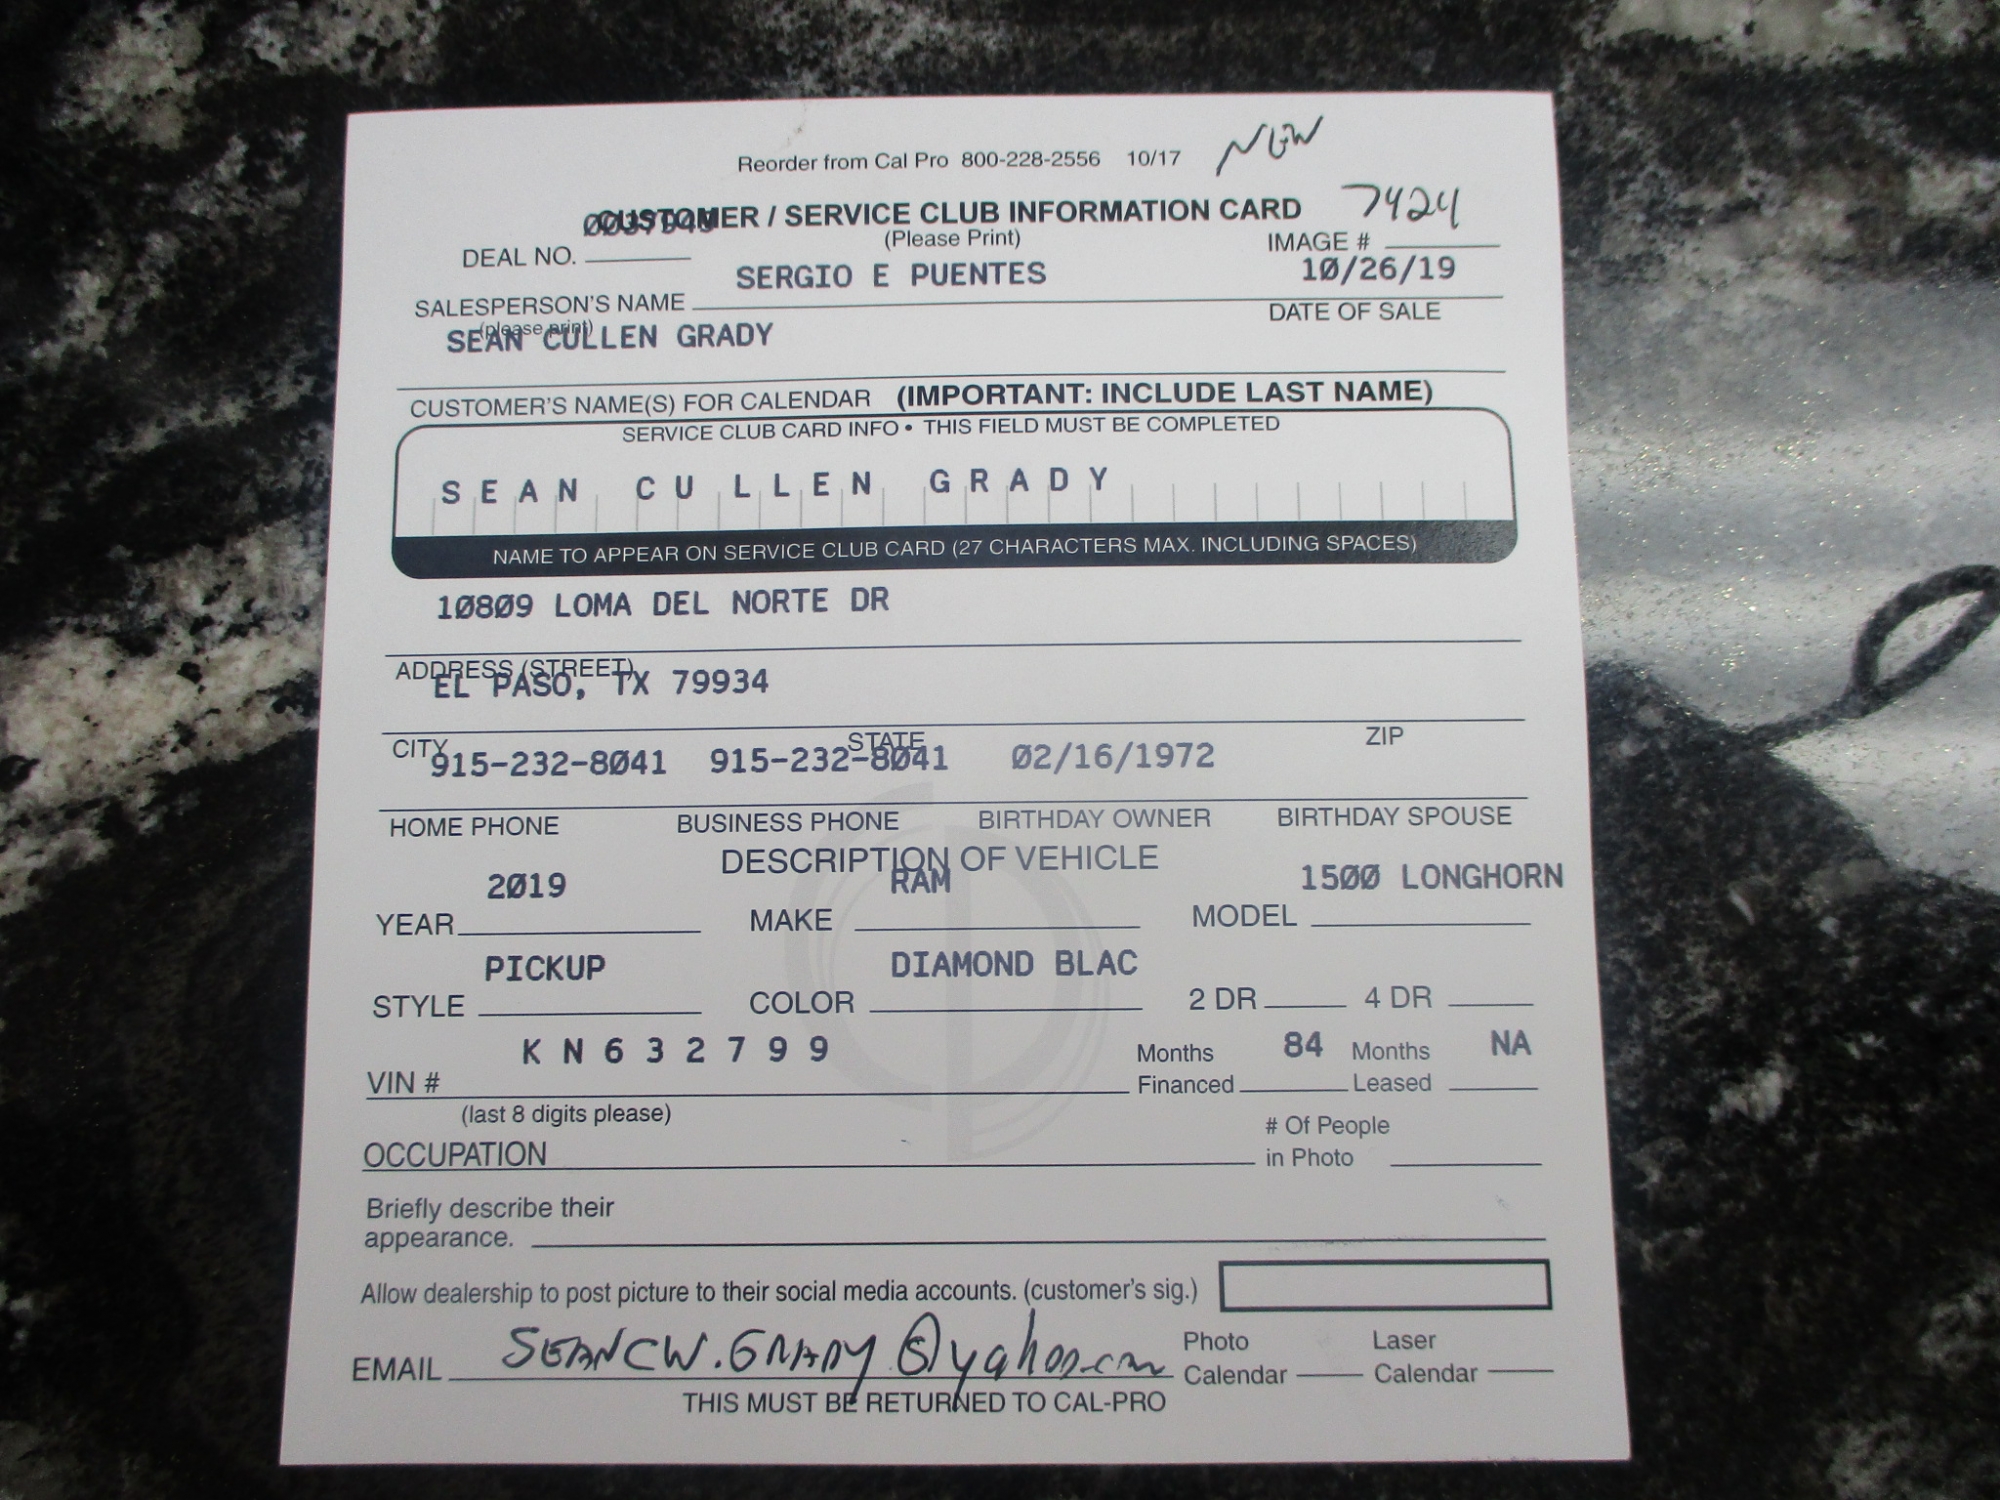 Reorder from Cal Pro 800-228-2556 10/17 NEW
CUSTOMER / SERVICE CLUB INFORMATION CARD 7424
(Please Print)
DEAL NO. IMAGE #
SERGIO E PUENTES 10/26/19
SALESPERSON'S NAME DATE OF SALE
(please print)
SEAN CULLEN GRADY
CUSTOMER'S NAME(S) FOR CALENDAR (IMPORTANT: INCLUDE LAST NAME)
SERVICE CLUB CARD INFO • THIS FIELD MUST BE COMPLETED
SEAN CULLEN GRADY
NAME TO APPEAR ON SERVICE CLUB CARD (27 CHARACTERS MAX. INCLUDING SPACES)
10809 LOMA DEL NORTE DR
ADDRESS (STREET)
EL PASO, TX 79934
CITY STATE ZIP
915-232-8041 915-232-8041 02/16/1972
HOME PHONE BUSINESS PHONE BIRTHDAY OWNER BIRTHDAY SPOUSE
DESCRIPTION OF VEHICLE
2019 RAM 1500 LONGHORN
YEAR MAKE MODEL
PICKUP DIAMOND BLAC
STYLE COLOR 2 DR 4 DR
KN632799 Months 84 Months NA
VIN # Financed Leased
(last 8 digits please)
# Of People
OCCUPATION in Photo
Briefly describe their
appearance.
Allow dealership to post picture to their social media accounts. (customer's sig.)
EMAIL SEANCW.GRADY@yahoo.com Photo Calendar Laser Calendar
THIS MUST BE RETURNED TO CAL-PRO